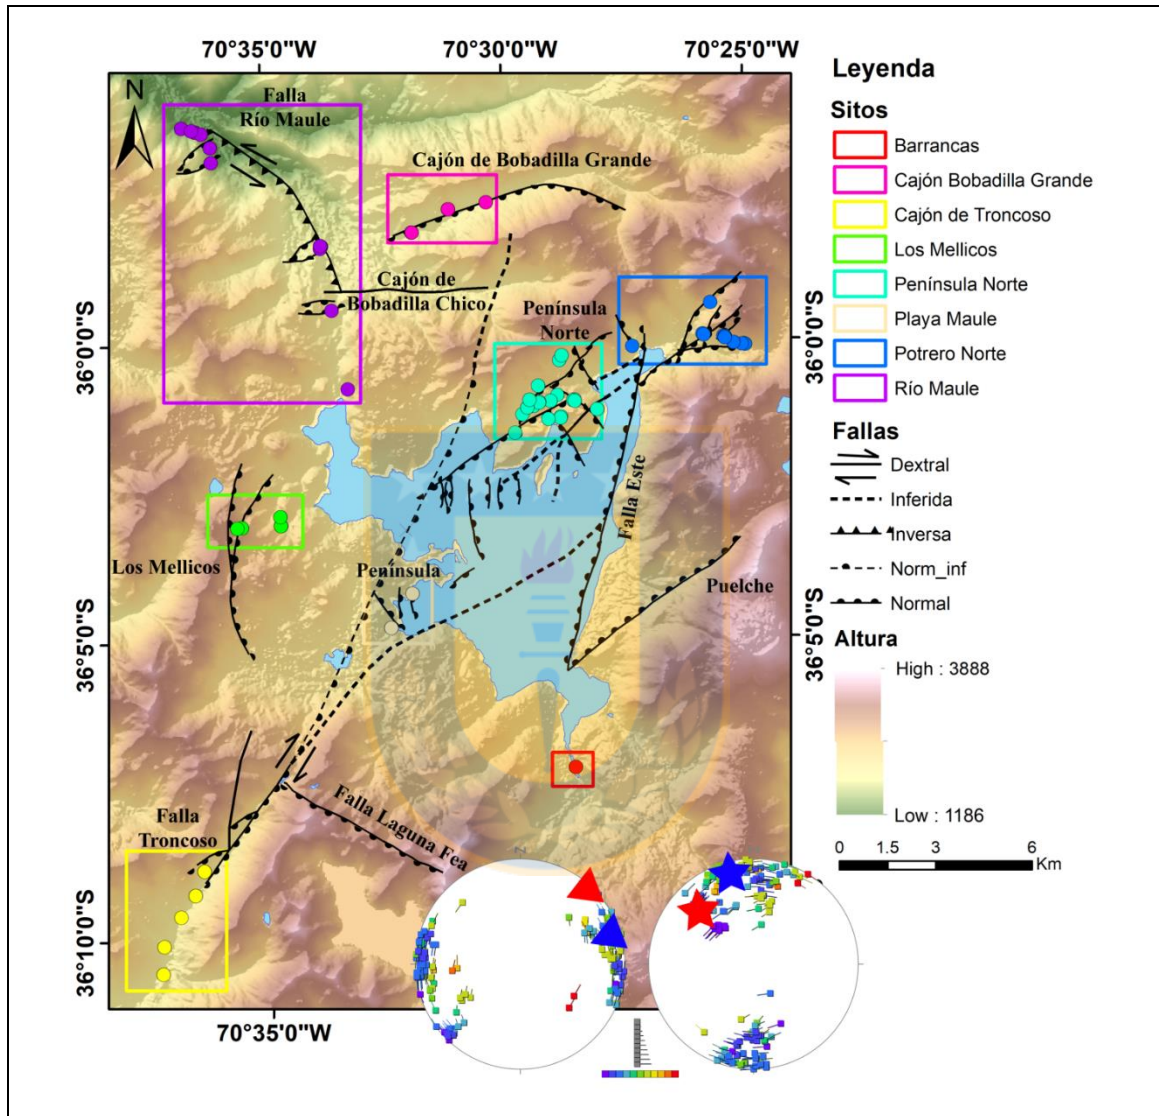 70°35'0"W
70°30'0"W
70°25'0"W
N
Falla
Río Maule
Cajón de Bobadilla Grande
Cajón de
Bobadilla Chico
Península
Norte
36°0'0"S
36°0'0"S
Falla Este
Los Mellicos
Península
Puelche
36°5'0"S
36°5'0"S
Falla
Troncoso
Falla Laguna Fea
36°10'0"S
70°35'0"W
Leyenda
Sitos
Barrancas
Cajón Bobadilla Grande
Cajón de Troncoso
Los Mellicos
Península Norte
Playa Maule
Potrero Norte
Río Maule
Fallas
Dextral
Inferida
Inversa
Norm_inf
Normal
Altura
High : 3888
Low : 1186
0 1.5 3 6
Km